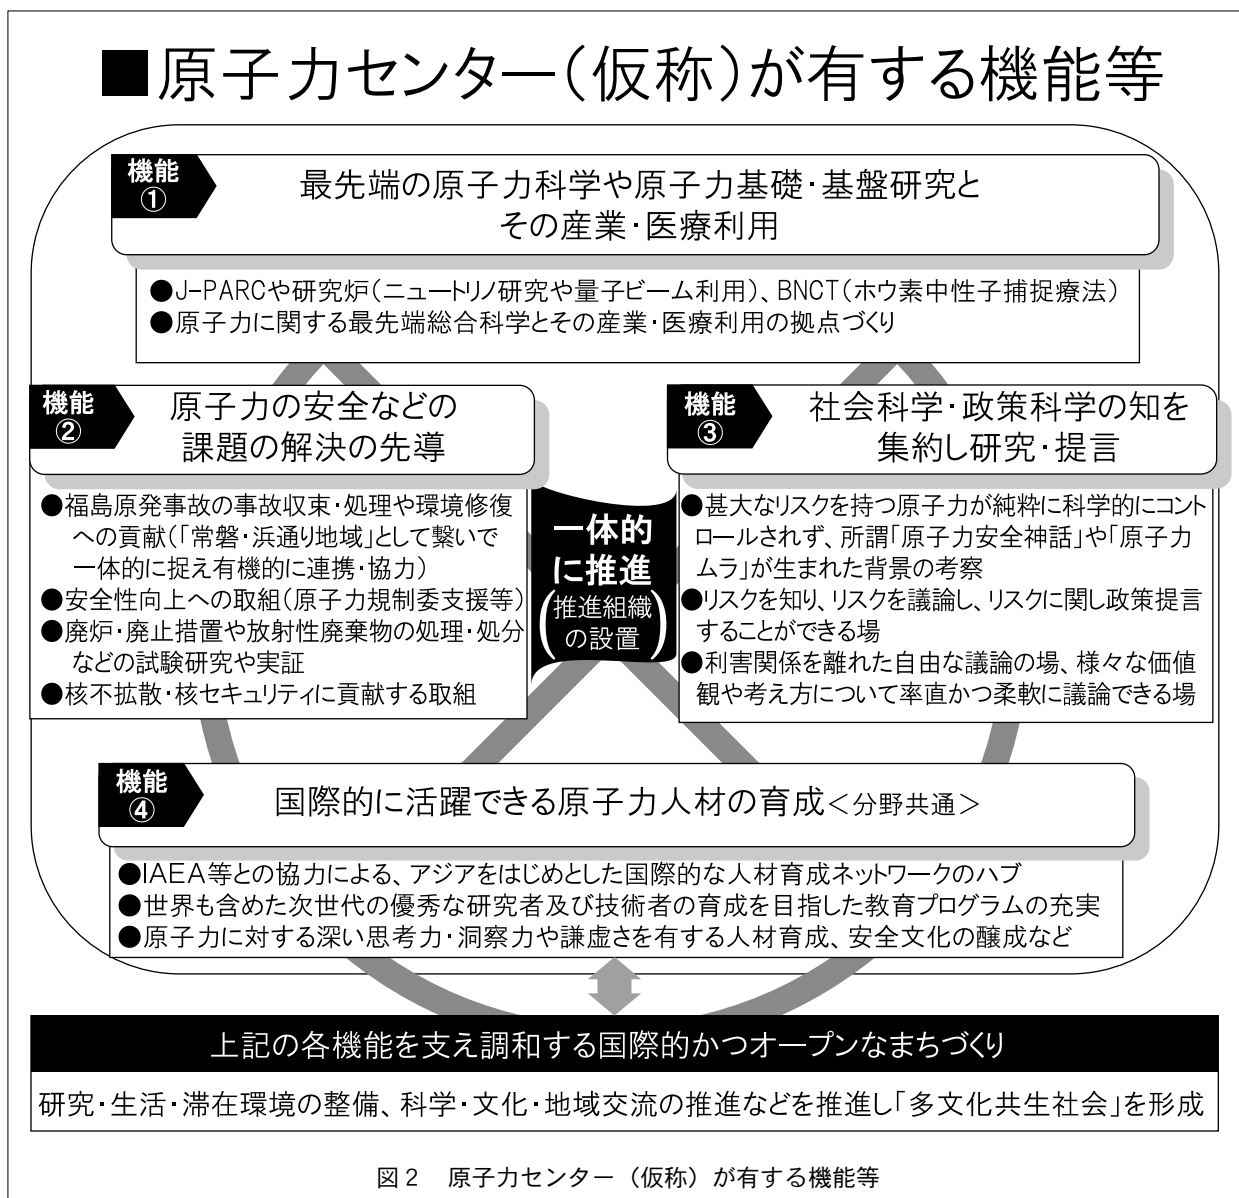 ■原子力センター（仮称）が有する機能等
機能
①
最先端の原子力科学や原子力基礎・基盤研究と
その産業・医療利用
●J-PARCや研究炉（ニュートリノ研究や量子ビーム利用）、BNCT（ホウ素中性子捕捉療法）
●原子力に関する最先端総合科学とその産業・医療利用の拠点づくり
機能
②
原子力の安全などの
課題の解決の先導
●福島原発事故の事故収束・処理や環境修復
への貢献（「常磐・浜通り地域」として繋いで
一体的に捉え有機的に連携・協力）
●安全性向上への取組（原子力規制委支援等）
●廃炉・廃止措置や放射性廃棄物の処理・処分
などの試験研究や実証
●核不拡散・核セキュリティに貢献する取組
一体的
に推進
（推進組織
の設置）
機能
③
社会科学・政策科学の知を
集約し研究・提言
●甚大なリスクを持つ原子力が純粋に科学的にコント
ロールされず、所謂「原子力安全神話」や「原子力
ムラ」が生まれた背景の考察
●リスクを知り、リスクを議論し、リスクに関し政策提言
することができる場
●利害関係を離れた自由な議論の場、様々な価値
観や考え方について率直かつ柔軟に議論できる場
機能
④
国際的に活躍できる原子力人材の育成＜分野共通＞
●IAEA等との協力による、アジアをはじめとした国際的な人材育成ネットワークのハブ
●世界も含めた次世代の優秀な研究者及び技術者の育成を目指した教育プログラムの充実
●原子力に対する深い思考力・洞察力や謙虚さを有する人材育成、安全文化の醸成など
上記の各機能を支え調和する国際的かつオープンなまちづくり
研究・生活・滞在環境の整備、科学・文化・地域交流の推進などを推進し「多文化共生社会」を形成
図２　原子力センター（仮称）が有する機能等